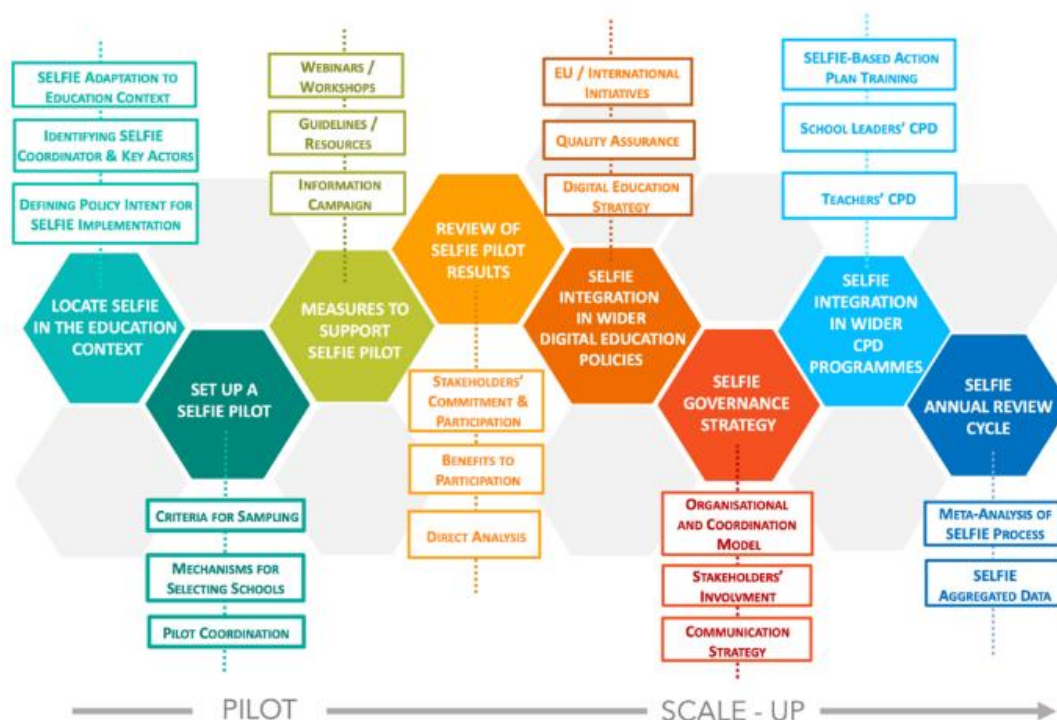 SELFIE ADAPTATION TO
EDUCATION CONTEXT
IDENTIFYING SELFIE
COORDINATOR & KEY ACTORS
DEFINING POLICY INTENT FOR
SELFIE IMPLEMENTATION
LOCATE SELFIE
IN THE EDUCATION
CONTEXT
SET UP A
SELFIE PILOT
CRITERIA FOR SAMPLING
MECHANISMS FOR
SELECTING SCHOOLS
PILOT COORDINATION
WEBINARS /
WORKSHOPS
GUIDELINES /
RESOURCES
INFORMATION
CAMPAIGN
MEASURES TO
SUPPORT
SELFIE PILOT
REVIEW OF
SELFIE PILOT
RESULTS
STAKEHOLDERS'
COMMITMENT &
PARTICIPATION
BENEFITS TO
PARTICIPATION
DIRECT ANALYSIS
EU / INTERNATIONAL
INITIATIVES
QUALITY ASSURANCE
DIGITAL EDUCATION
STRATEGY
SELFIE
INTEGRATION
IN WIDER
DIGITAL EDUCATION
POLICIES
SELFIE
GOVERNANCE
STRATEGY
ORGANISATIONAL
AND COORDINATION
MODEL
STAKEHOLDERS'
INVOLVMENT
COMMUNICATION
STRATEGY
SELFIE-BASED ACTION
PLAN TRAINING
SCHOOL LEADERS' CPD
TEACHERS' CPD
SELFIE
INTEGRATION
IN WIDER
CPD
PROGRAMMES
SELFIE
ANNUAL REVIEW
CYCLE
META-ANALYSIS OF
SELFIE PROCESS
SELFIE
AGGREGATED DATA
PILOT
SCALE - UP